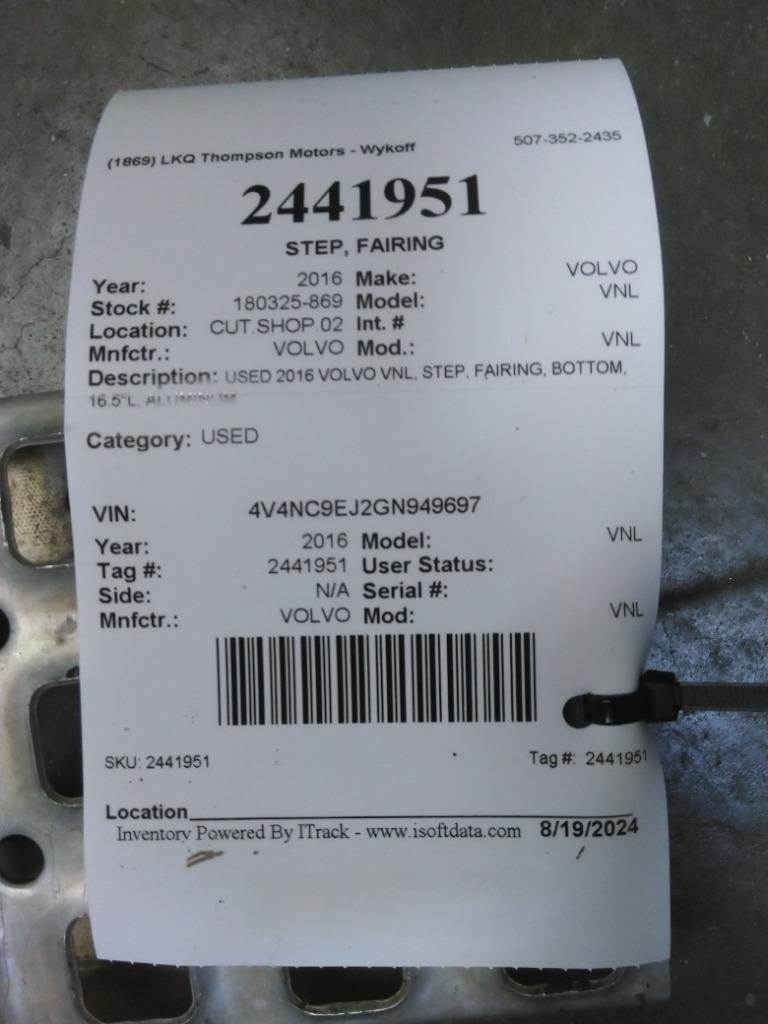 (1869) LKQ Thompson Motors - Wykoff 507-352-2435
2441951
STEP, FAIRING
Year: 2016 Make: VOLVO
Stock #: 180325-869 Model: VNL
Location: CUT.SHOP.02 Int. #
Mnfctr.: VOLVO Mod.: VNL
Description: USED 2016 VOLVO VNL, STEP, FAIRING, BOTTOM,
16.5"L, ALUMINUM
Category: USED
VIN: 4V4NC9EJ2GN949697
Year: 2016 Model: VNL
Tag #: 2441951 User Status:
Side: N/A Serial #:
Mnfctr.: VOLVO Mod: VNL
SKU: 2441951 Tag #: 2441951
Location
Inventory Powered By ITrack - www.isoftdata.com 8/19/2024